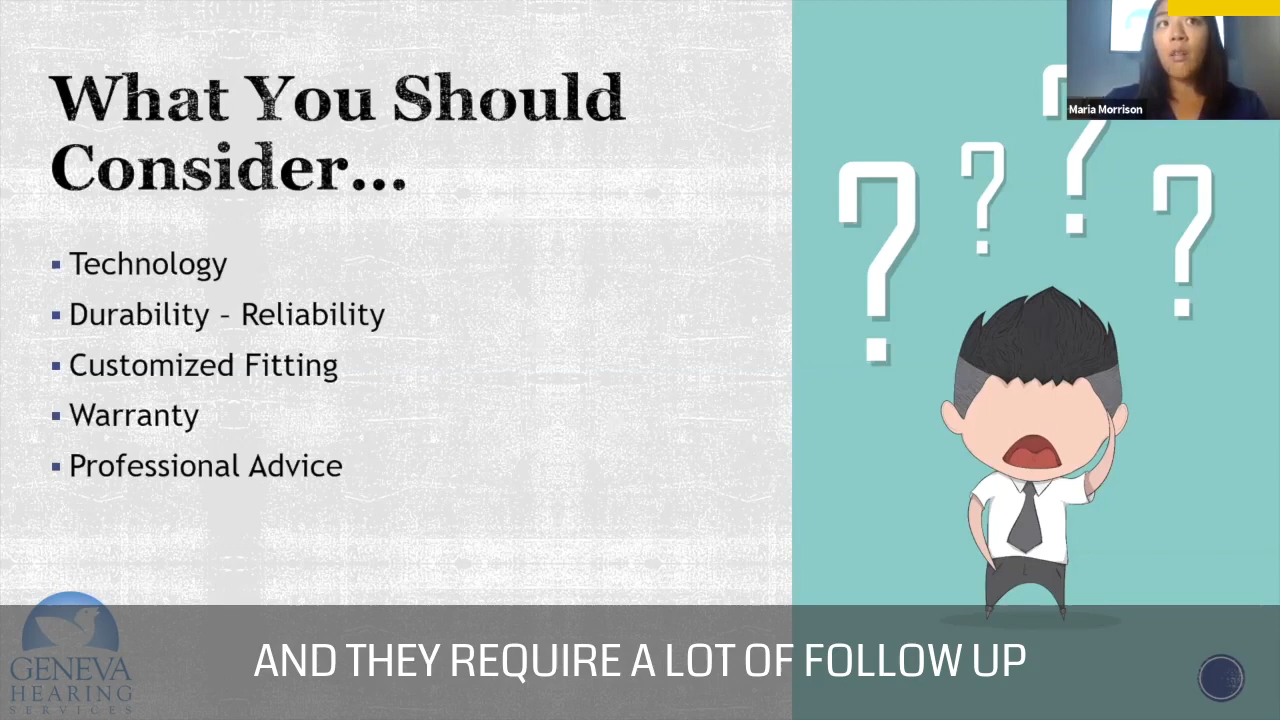 What You Should
Consider...
Technology
Durability – Reliability
Customized Fitting
Warranty
Professional Advice
? ? ? ?
Maria Morrison
AND THEY REQUIRE A LOT OF FOLLOW UP
GENEVA
HEARING
SERVICES